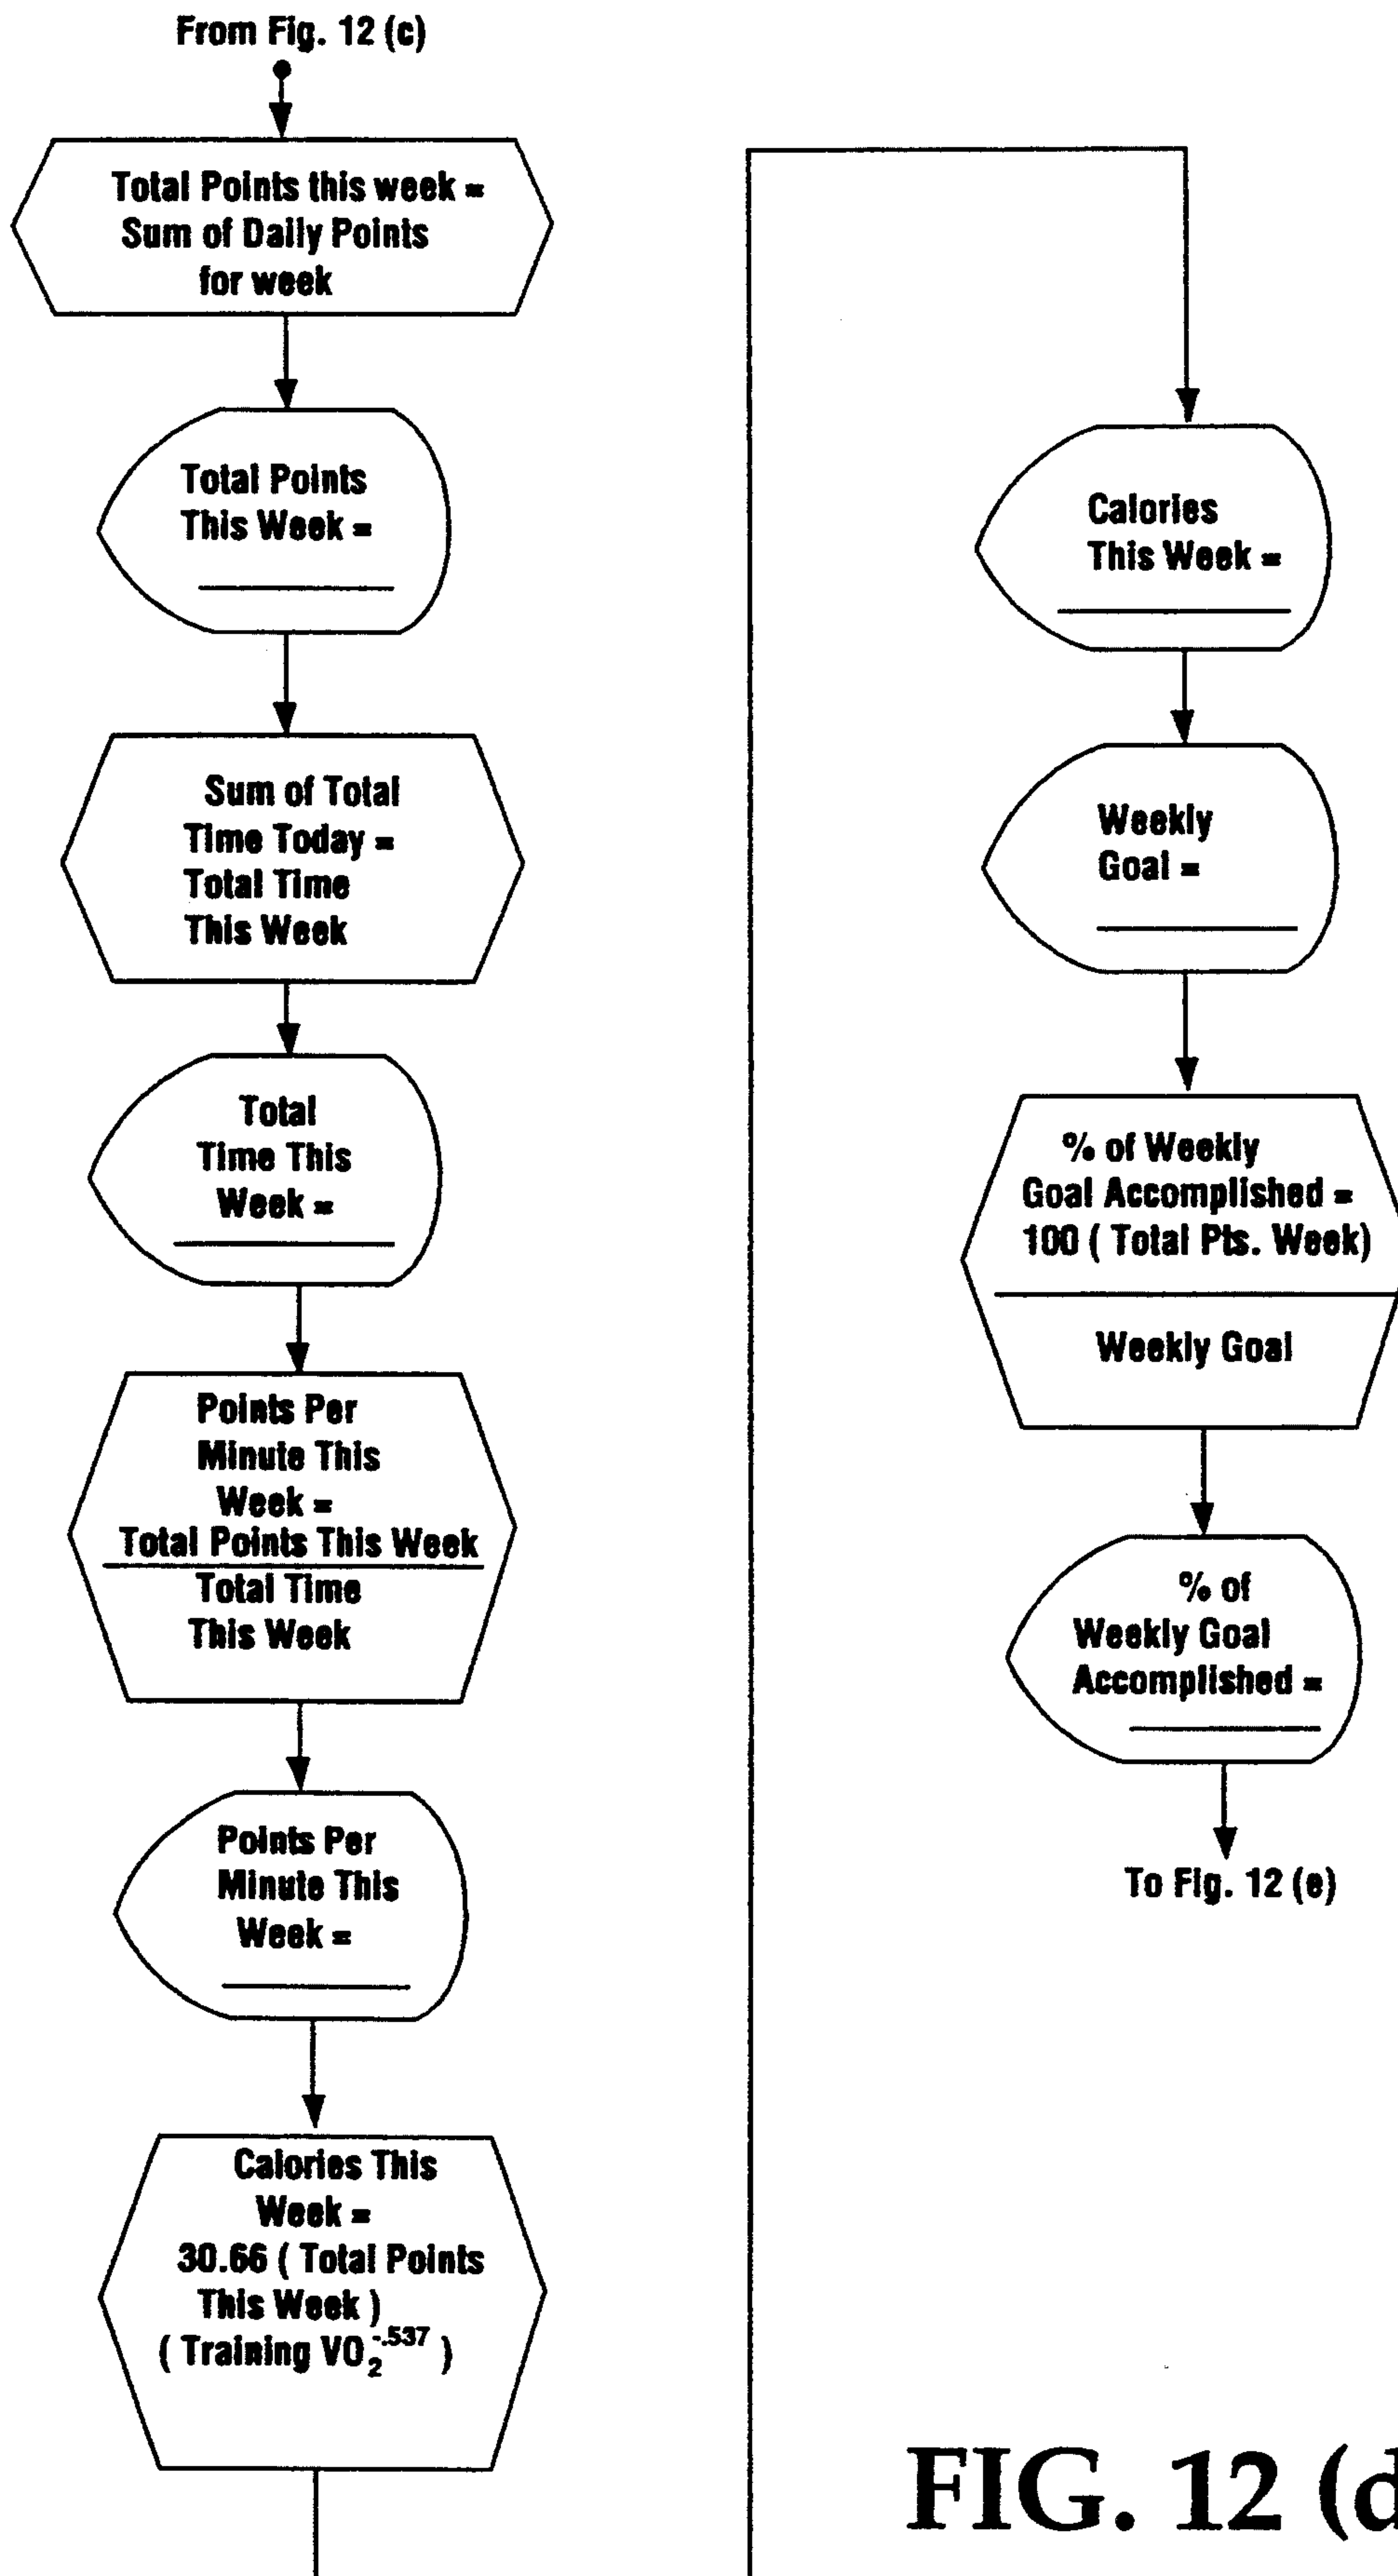 From Fig. 12 (c)
Total Points this week =
Sum of Daily Points
for week
Total Points
This Week =
Sum of Total
Time Today =
Total Time
This Week
Total
Time This
Week =
Points Per
Minute This
Week =
Total Points This Week
Total Time
This Week
Points Per
Minute This
Week =
Calories This
Week =
30.66 ( Total Points
This Week )
( Training VO₂⁻·⁵³⁷ )
Calories
This Week =
Weekly
Goal =
% of Weekly
Goal Accomplished =
100 ( Total Pts. Week)
Weekly Goal
% of
Weekly Goal
Accomplished =
To Fig. 12 (e)
FIG. 12 (d